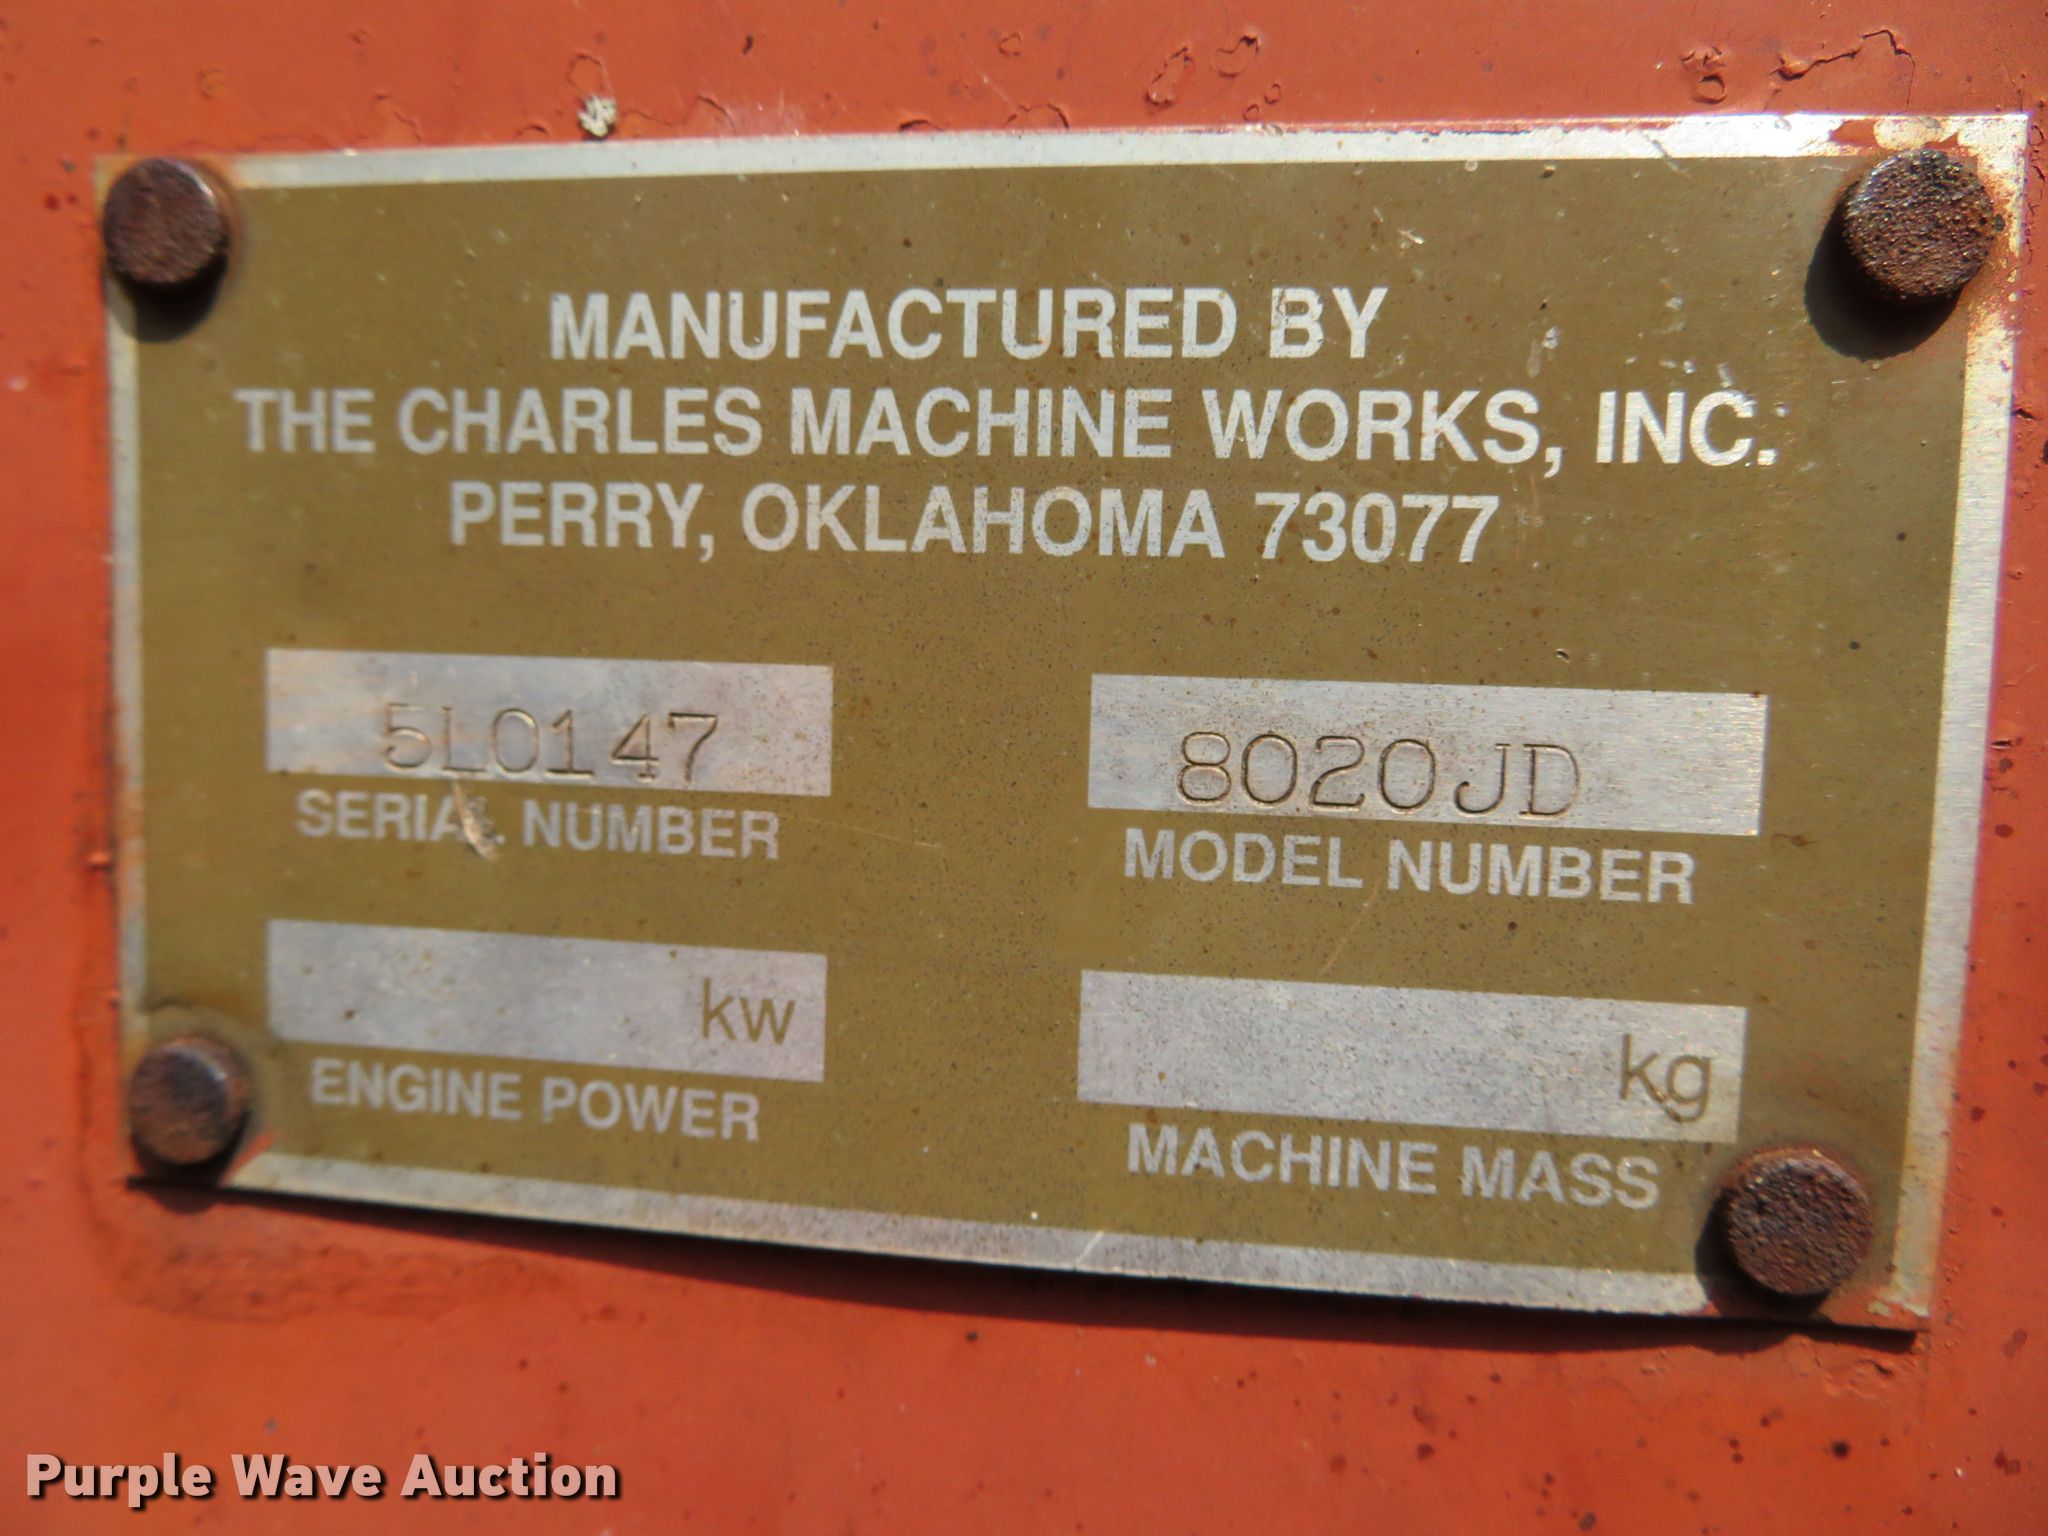 MANUFACTURED BY
THE CHARLES MACHINE WORKS, INC.
PERRY, OKLAHOMA 73077
5L0147
SERIAL NUMBER
8020JD
MODEL NUMBER
kw
ENGINE POWER
kg
MACHINE MASS
Purple Wave Auction